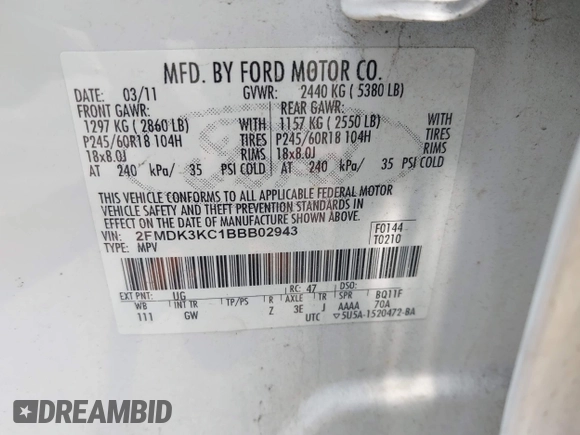 MFD. BY FORD MOTOR CO.
DATE: 03/11 GVWR: 2440 KG ( 5380 LB)
FRONT GAWR: REAR GAWR:
1297 KG ( 2860 LB) WITH 1157 KG ( 2550 LB) WITH
P245/60R18 104H TIRES P245/60R18 104H TIRES
18x8.0J RIMS 18x8.0J RIMS
AT 240 kPa/ 35 PSI COLD AT 240 kPa/ 35 PSI COLD
THIS VEHICLE CONFORMS TO ALL APPLICABLE FEDERAL MOTOR
VEHICLE SAFETY AND THEFT PREVENTION STANDARDS IN
EFFECT ON THE DATE OF MANUFACTURE SHOWN ABOVE.
VIN: 2FMDK3KC1BBB02943 F0144
TYPE: MPV T0210
EXT PNT: UG RC: 47 DSO:
WB INT TR TP/PS R AXLE TR SPR BQ11F
111 GW Z 3E J AAAA 70A
UTC ▽5U5A-1520472-BA
DREAMBID